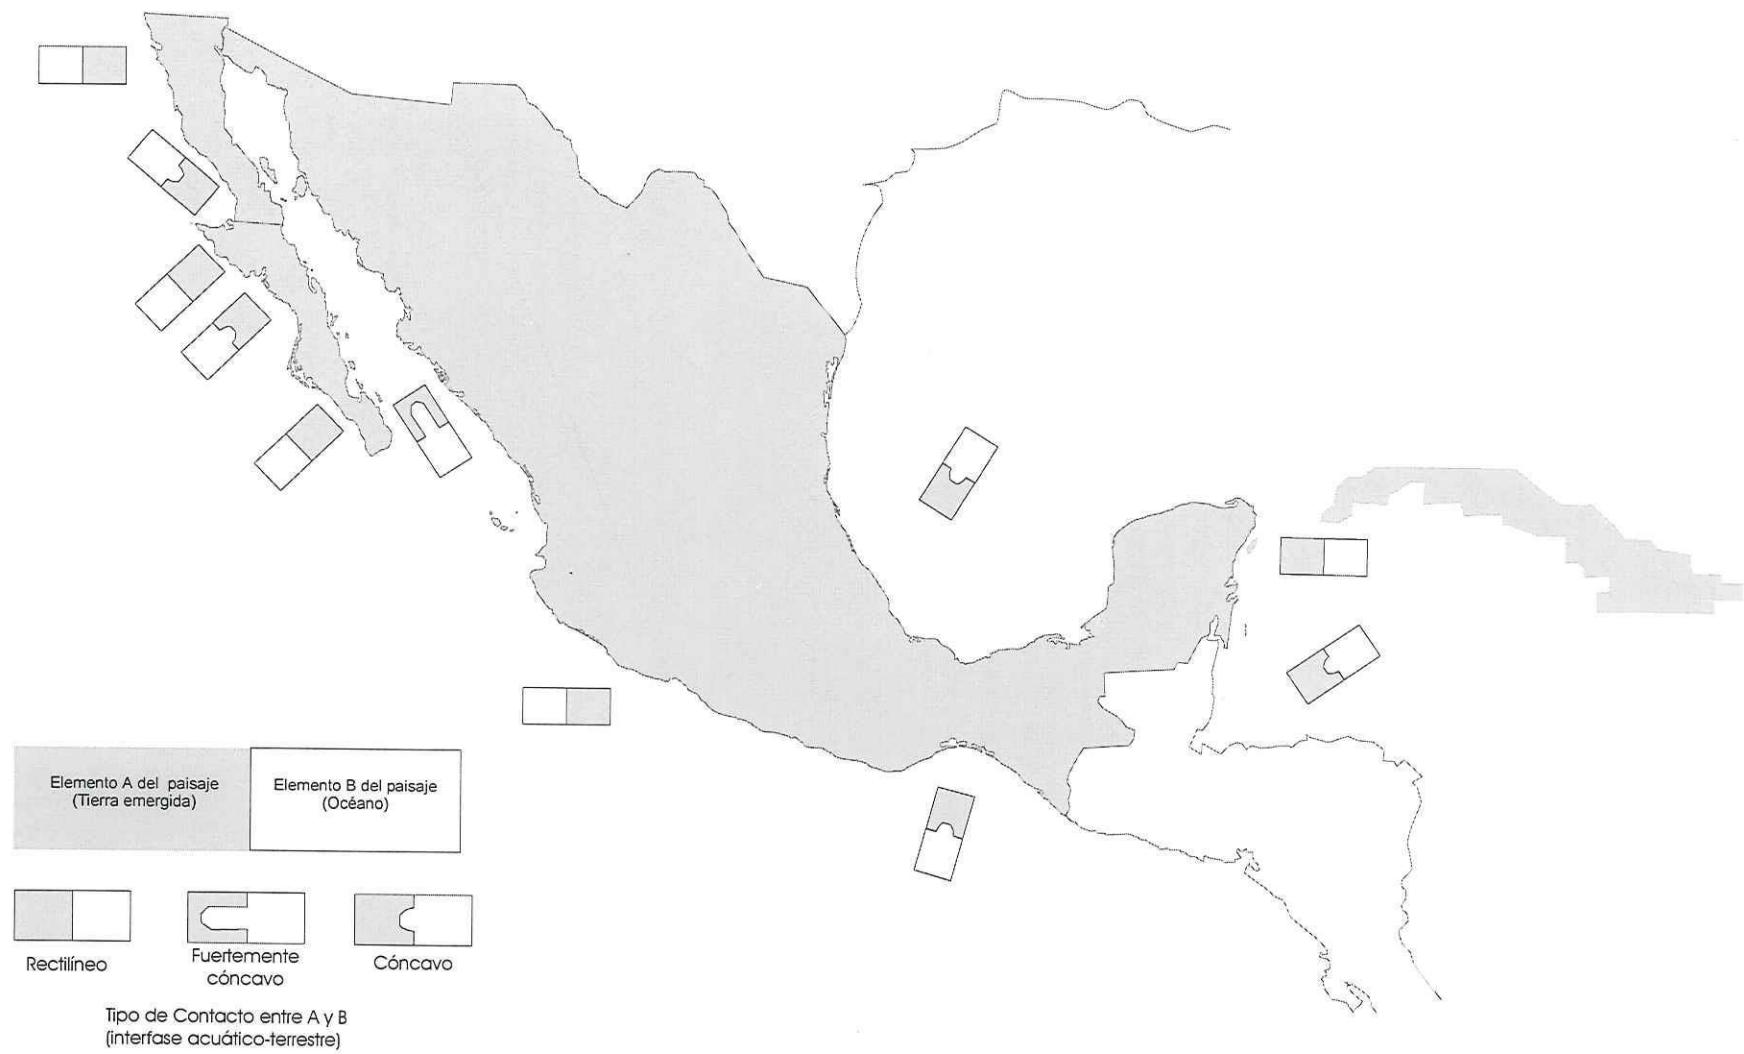 Elemento A del paisaje
(Tierra emergida)
Elemento B del paisaje
(Océano)
Rectilíneo
Fuertemente
cóncavo
Cóncavo
Tipo de Contacto entre A y B
(interfase acuático-terrestre)